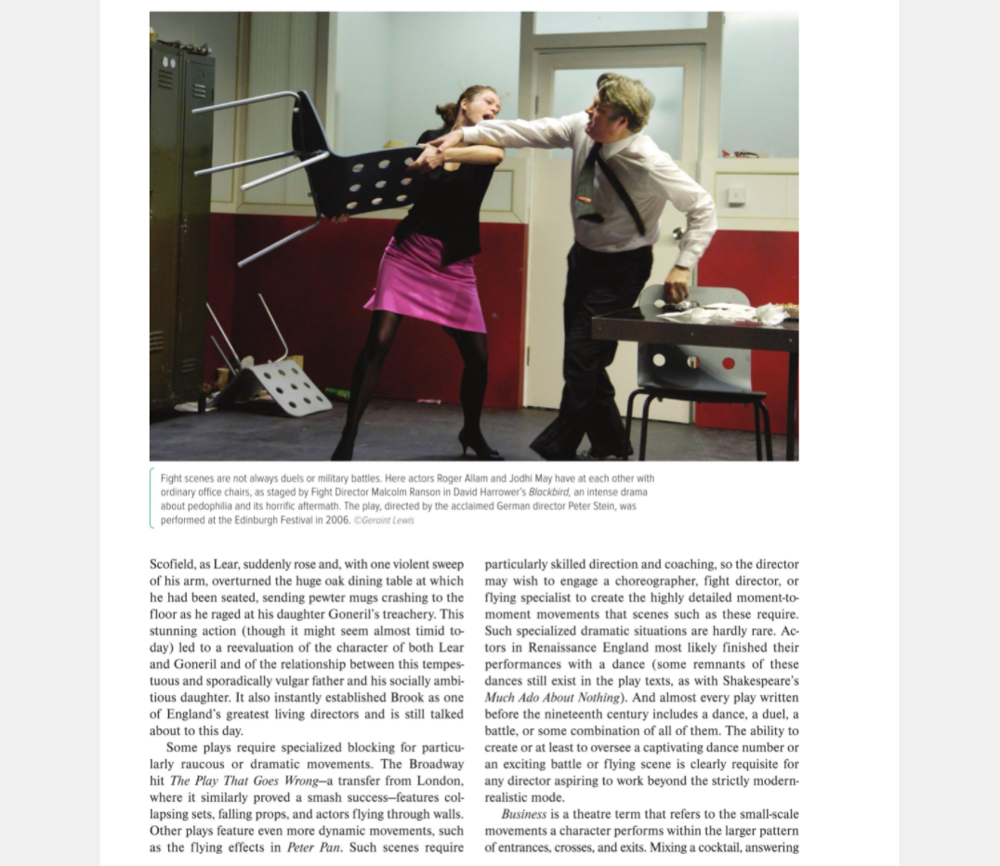 Fight scenes are not always duels or military battles. Here actors Roger Allam and Jodhi May have at each other with
ordinary office chairs, as staged by Fight Director Malcolm Ranson in David Harrower's Blackbird, an intense drama
about pedophilia and its horrific aftermath. The play, directed by the acclaimed German director Peter Stein, was
performed at the Edinburgh Festival in 2006. ©Geraint Lewis
Scofield, as Lear, suddenly rose and, with one violent sweep
of his arm, overturned the huge oak dining table at which
he had been seated, sending pewter mugs crashing to the
floor as he raged at his daughter Goneril's treachery. This
stunning action (though it might seem almost timid to-
day) led to a reevaluation of the character of both Lear
and Goneril and of the relationship between this tempes-
tuous and sporadically vulgar father and his socially ambi-
tious daughter. It also instantly established Brook as one
of England's greatest living directors and is still talked
about to this day.
Some plays require specialized blocking for particu-
larly raucous or dramatic movements. The Broadway
hit The Play That Goes Wrong—a transfer from London,
where it similarly proved a smash success—features col-
lapsing sets, falling props, and actors flying through walls.
Other plays feature even more dynamic movements, such
as the flying effects in Peter Pan. Such scenes require
particularly skilled direction and coaching, so the director
may wish to engage a choreographer, fight director, or
flying specialist to create the highly detailed moment-to-
moment movements that scenes such as these require.
Such specialized dramatic situations are hardly rare. Ac-
tors in Renaissance England most likely finished their
performances with a dance (some remnants of these
dances still exist in the play texts, as with Shakespeare's
Much Ado About Nothing). And almost every play written
before the nineteenth century includes a dance, a duel, a
battle, or some combination of all of them. The ability to
create or at least to oversee a captivating dance number or
an exciting battle or flying scene is clearly requisite for
any director aspiring to work beyond the strictly modern-
realistic mode.
Business is a theatre term that refers to the small-scale
movements a character performs within the larger pattern
of entrances, crosses, and exits. Mixing a cocktail, answering